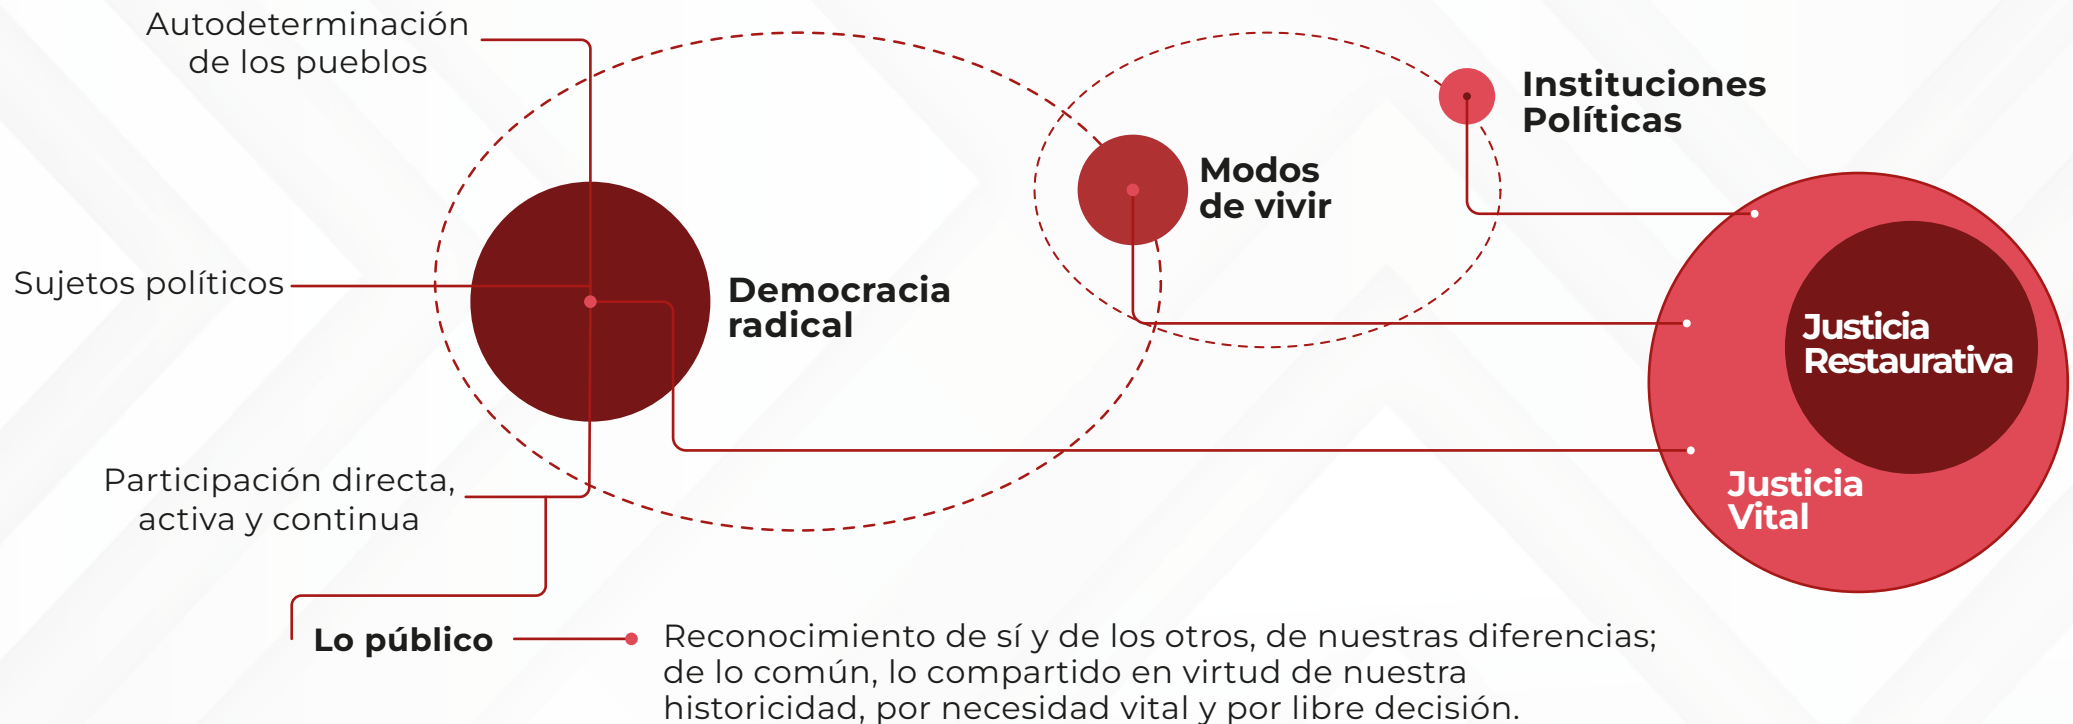 Autodeterminación
de los pueblos
Instituciones
Políticas
Modos
de vivir
Sujetos políticos
Democracia
radical
Justicia
Restaurativa
Participación directa,
activa y continua
Justicia
Vital
Lo público
Reconocimiento de sí y de los otros, de nuestras diferencias;
de lo común, lo compartido en virtud de nuestra
historicidad, por necesidad vital y por libre decisión.